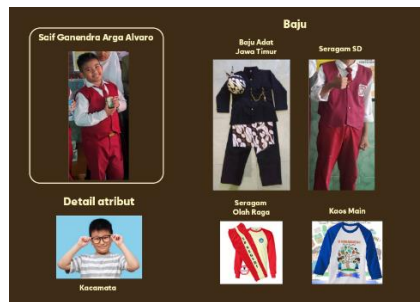 Saif Ganendra Arga Alvaro
Detail atribut
Kacamata
Baju
Baju Adat
Jawa Timur
Seragam SD
Seragam
Olah Raga
Kaos Main